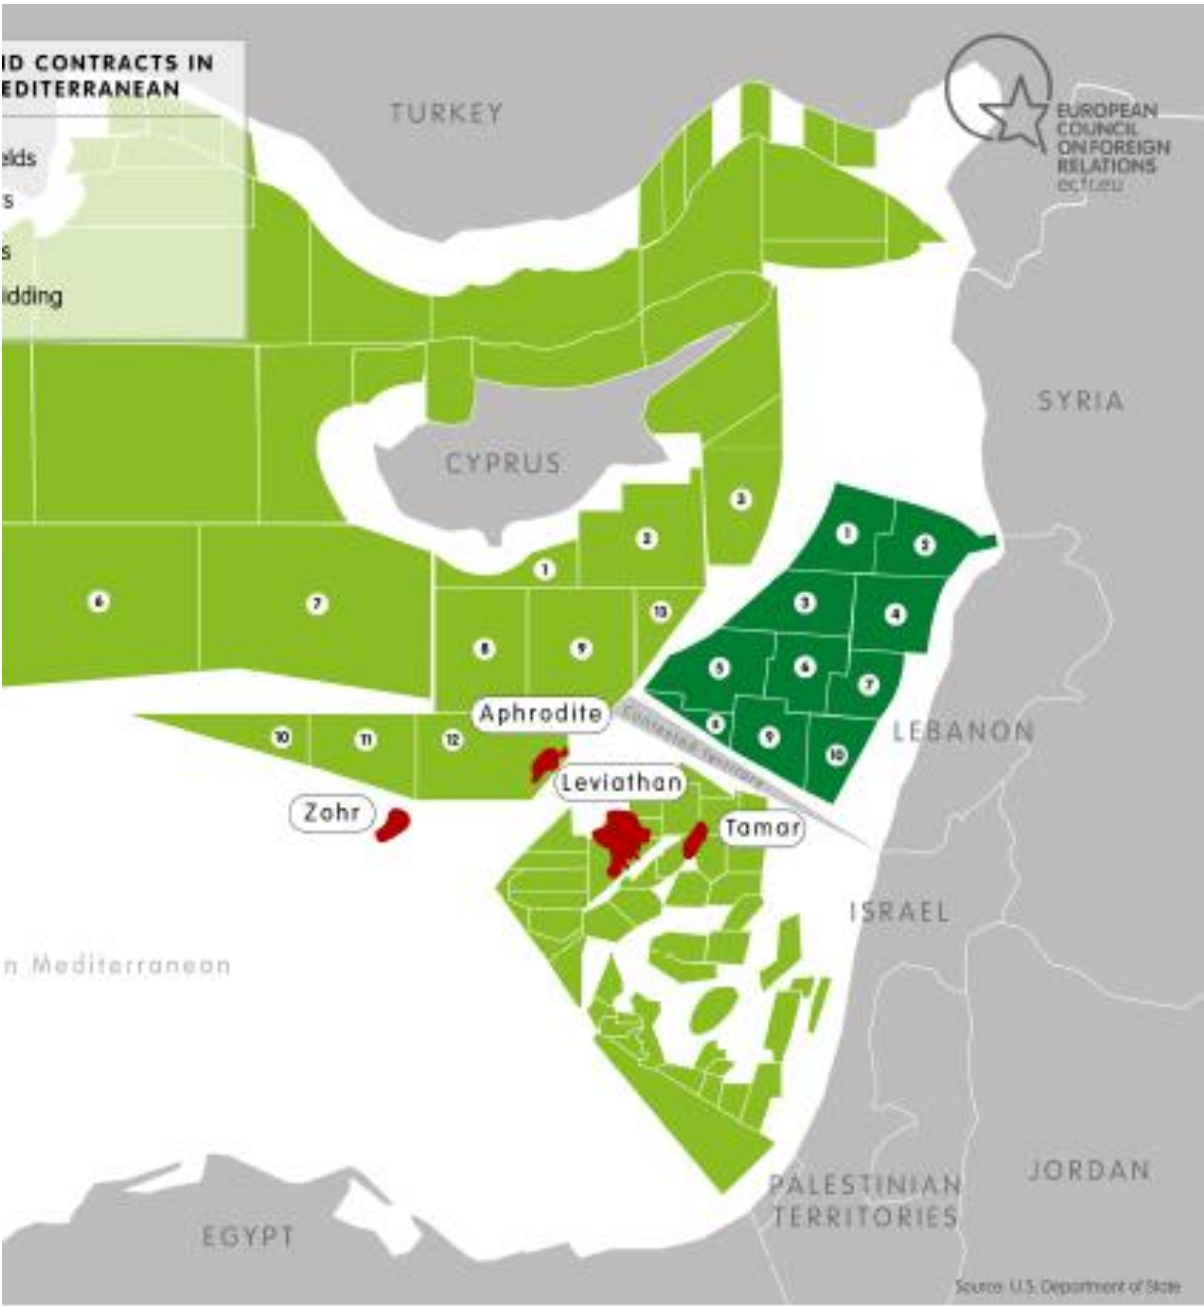 ID CONTRACTS IN
EDITERRANEAN
elds
s
s
idding
TURKEY
EUROPEAN
COUNCIL
ON FOREIGN
RELATIONS
ecfr.eu
SYRIA
CYPRUS
3
2
1
1
2
6
7
13
3
4
8
9
5
6
7
Aphrodite
Contested territory
8
9
10
LEBANON
10
11
12
Leviathan
Zohr
Tamar
ISRAEL
n Mediterranean
JORDAN
PALESTINIAN
TERRITORIES
EGYPT
Source: U.S. Department of State